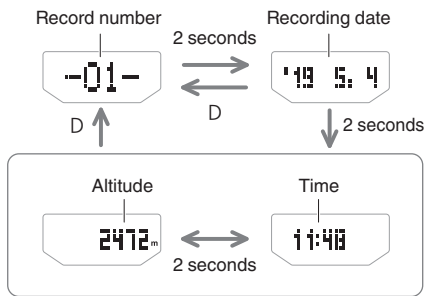 Record number
Recording date
2 seconds
-01-
'19 5. 4
D
D
2 seconds
Altitude
Time
2472m
11:48
2 seconds